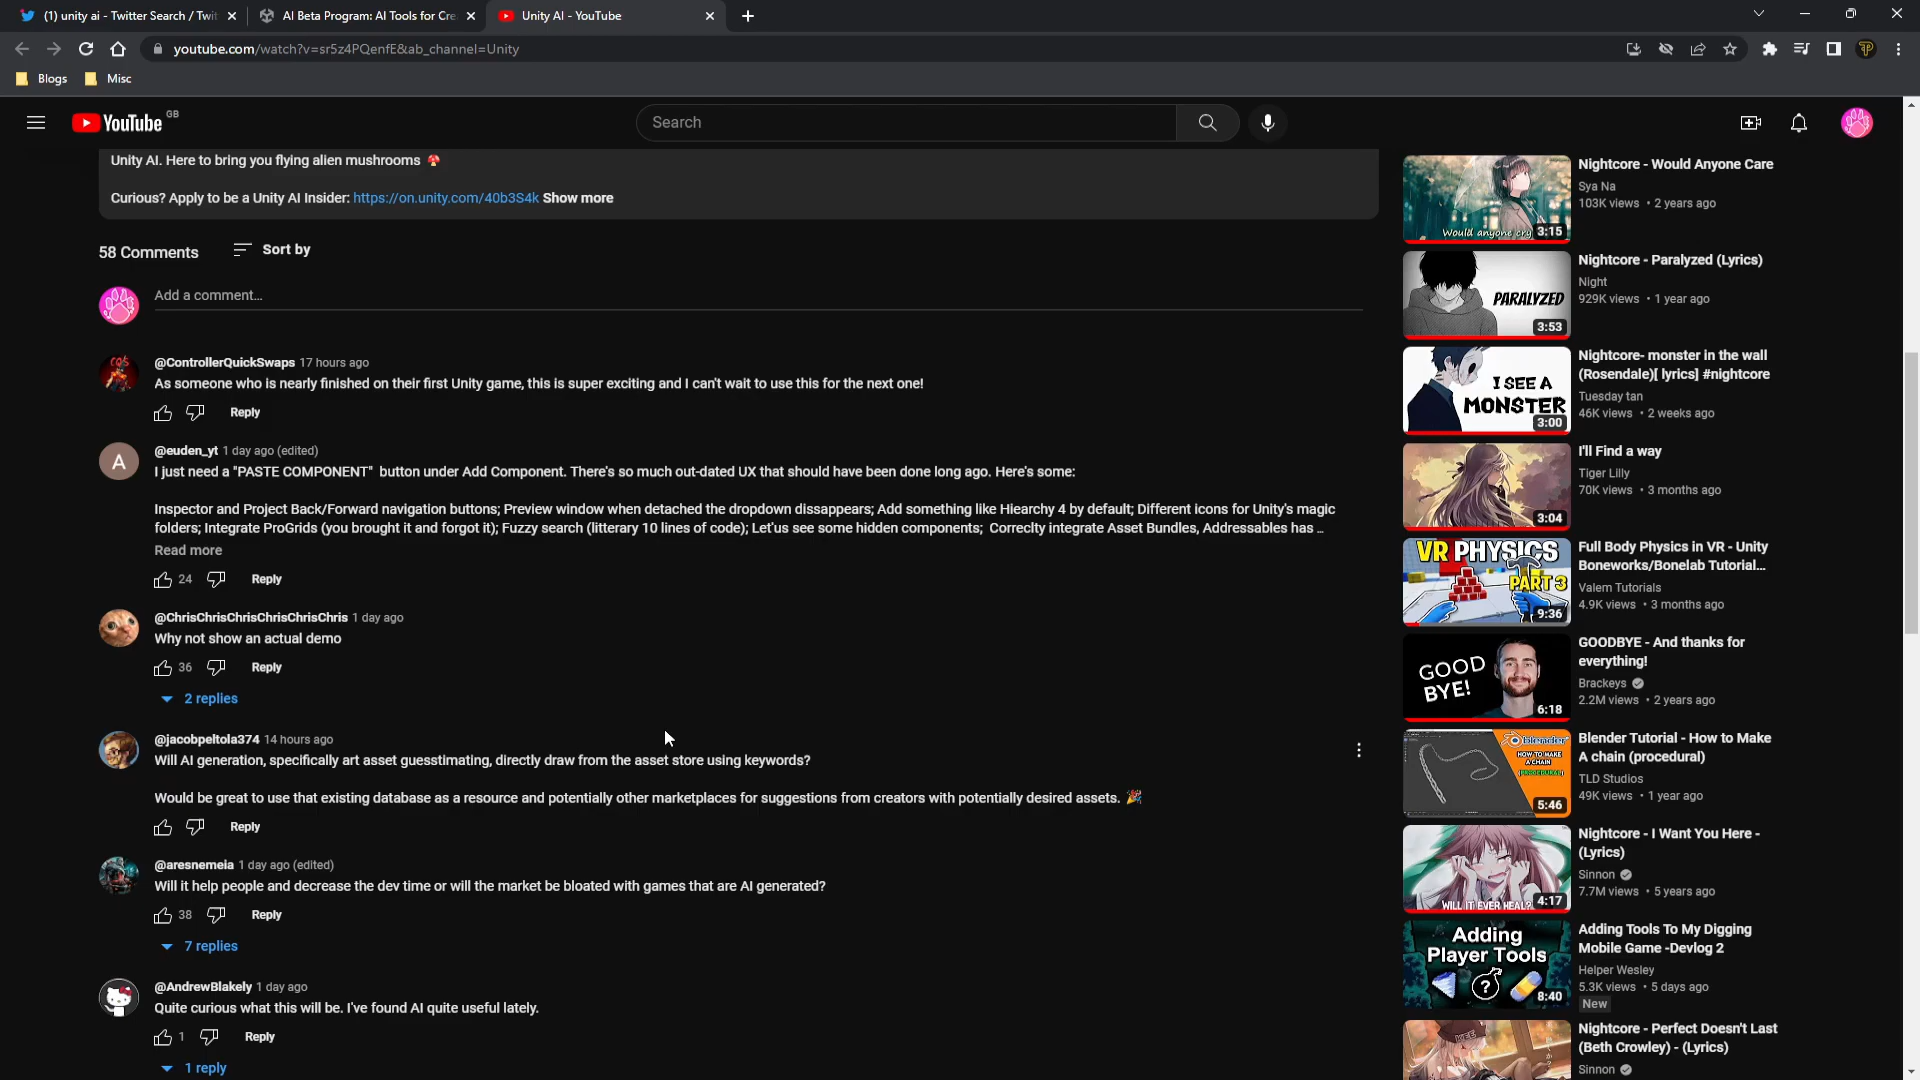 (1) unity ai - Twitter Search / Twit
AI Beta Program: AI Tools for Cre
Unity AI - YouTube
youtube.com/watch?v=sr5z4PQenfE&ab_channel=Unity
Blogs
Misc
YouTube
GB
Search
Unity AI. Here to bring you flying alien mushrooms 🍄
Curious? Apply to be a Unity AI Insider: https://on.unity.com/40b3S4k Show more
58 Comments
Sort by
Add a comment...
@ControllerQuickSwaps 17 hours ago
As someone who is nearly finished on their first Unity game, this is super exciting and I can't wait to use this for the next one!
Reply
A
@euden_yt 1 day ago (edited)
I just need a "PASTE COMPONENT" button under Add Component. There's so much out-dated UX that should have been done long ago. Here's some:
Inspector and Project Back/Forward navigation buttons; Preview window when detached the dropdown dissappears; Add something like Hiearchy 4 by default; Different icons for Unity's magic
folders; Integrate ProGrids (you brought it and forgot it); Fuzzy search (litterary 10 lines of code); Let'us see some hidden components; Correclty integrate Asset Bundles, Addressables has ...
Read more
24
Reply
@ChrisChrisChrisChrisChrisChris 1 day ago
Why not show an actual demo
36
Reply
2 replies
@jacobpeltola374 14 hours ago
Will AI generation, specifically art asset guesstimating, directly draw from the asset store using keywords?
Would be great to use that existing database as a resource and potentially other marketplaces for suggestions from creators with potentially desired assets. 🎉
Reply
@aresnemeia 1 day ago (edited)
Will it help people and decrease the dev time or will the market be bloated with games that are AI generated?
38
Reply
7 replies
@AndrewBlakely 1 day ago
Quite curious what this will be. I've found AI quite useful lately.
1
Reply
1 reply
Would anyone cry
3:15
Nightcore - Would Anyone Care
Sya Na
103K views • 2 years ago
PARALYZED
3:53
Nightcore - Paralyzed (Lyrics)
Night
929K views • 1 year ago
I SEE A
MONSTER
3:00
Nightcore- monster in the wall
(Rosendale)[ lyrics] #nightcore
Tuesday tan
46K views • 2 weeks ago
3:04
I'll Find a way
Tiger Lilly
70K views • 3 months ago
VR PHYSICS
PART 3
9:36
Full Body Physics in VR - Unity
Boneworks/Bonelab Tutorial...
Valem Tutorials
4.9K views • 3 months ago
GOOD
BYE!
6:18
GOODBYE - And thanks for
everything!
Brackeys
2.2M views • 2 years ago
blender
HOW TO MAKE
A CHAIN
(PROCEDURAL)
5:46
Blender Tutorial - How to Make
A chain (procedural)
TLD Studios
49K views • 1 year ago
WILL IT EVER HEAL?
4:17
Nightcore - I Want You Here -
(Lyrics)
Sinnon
7.7M views • 5 years ago
Adding
Player Tools
?
8:40
Adding Tools To My Digging
Mobile Game -Devlog 2
Helper Wesley
5.3K views • 5 days ago
New
Nightcore - Perfect Doesn't Last
(Beth Crowley) - (Lyrics)
Sinnon